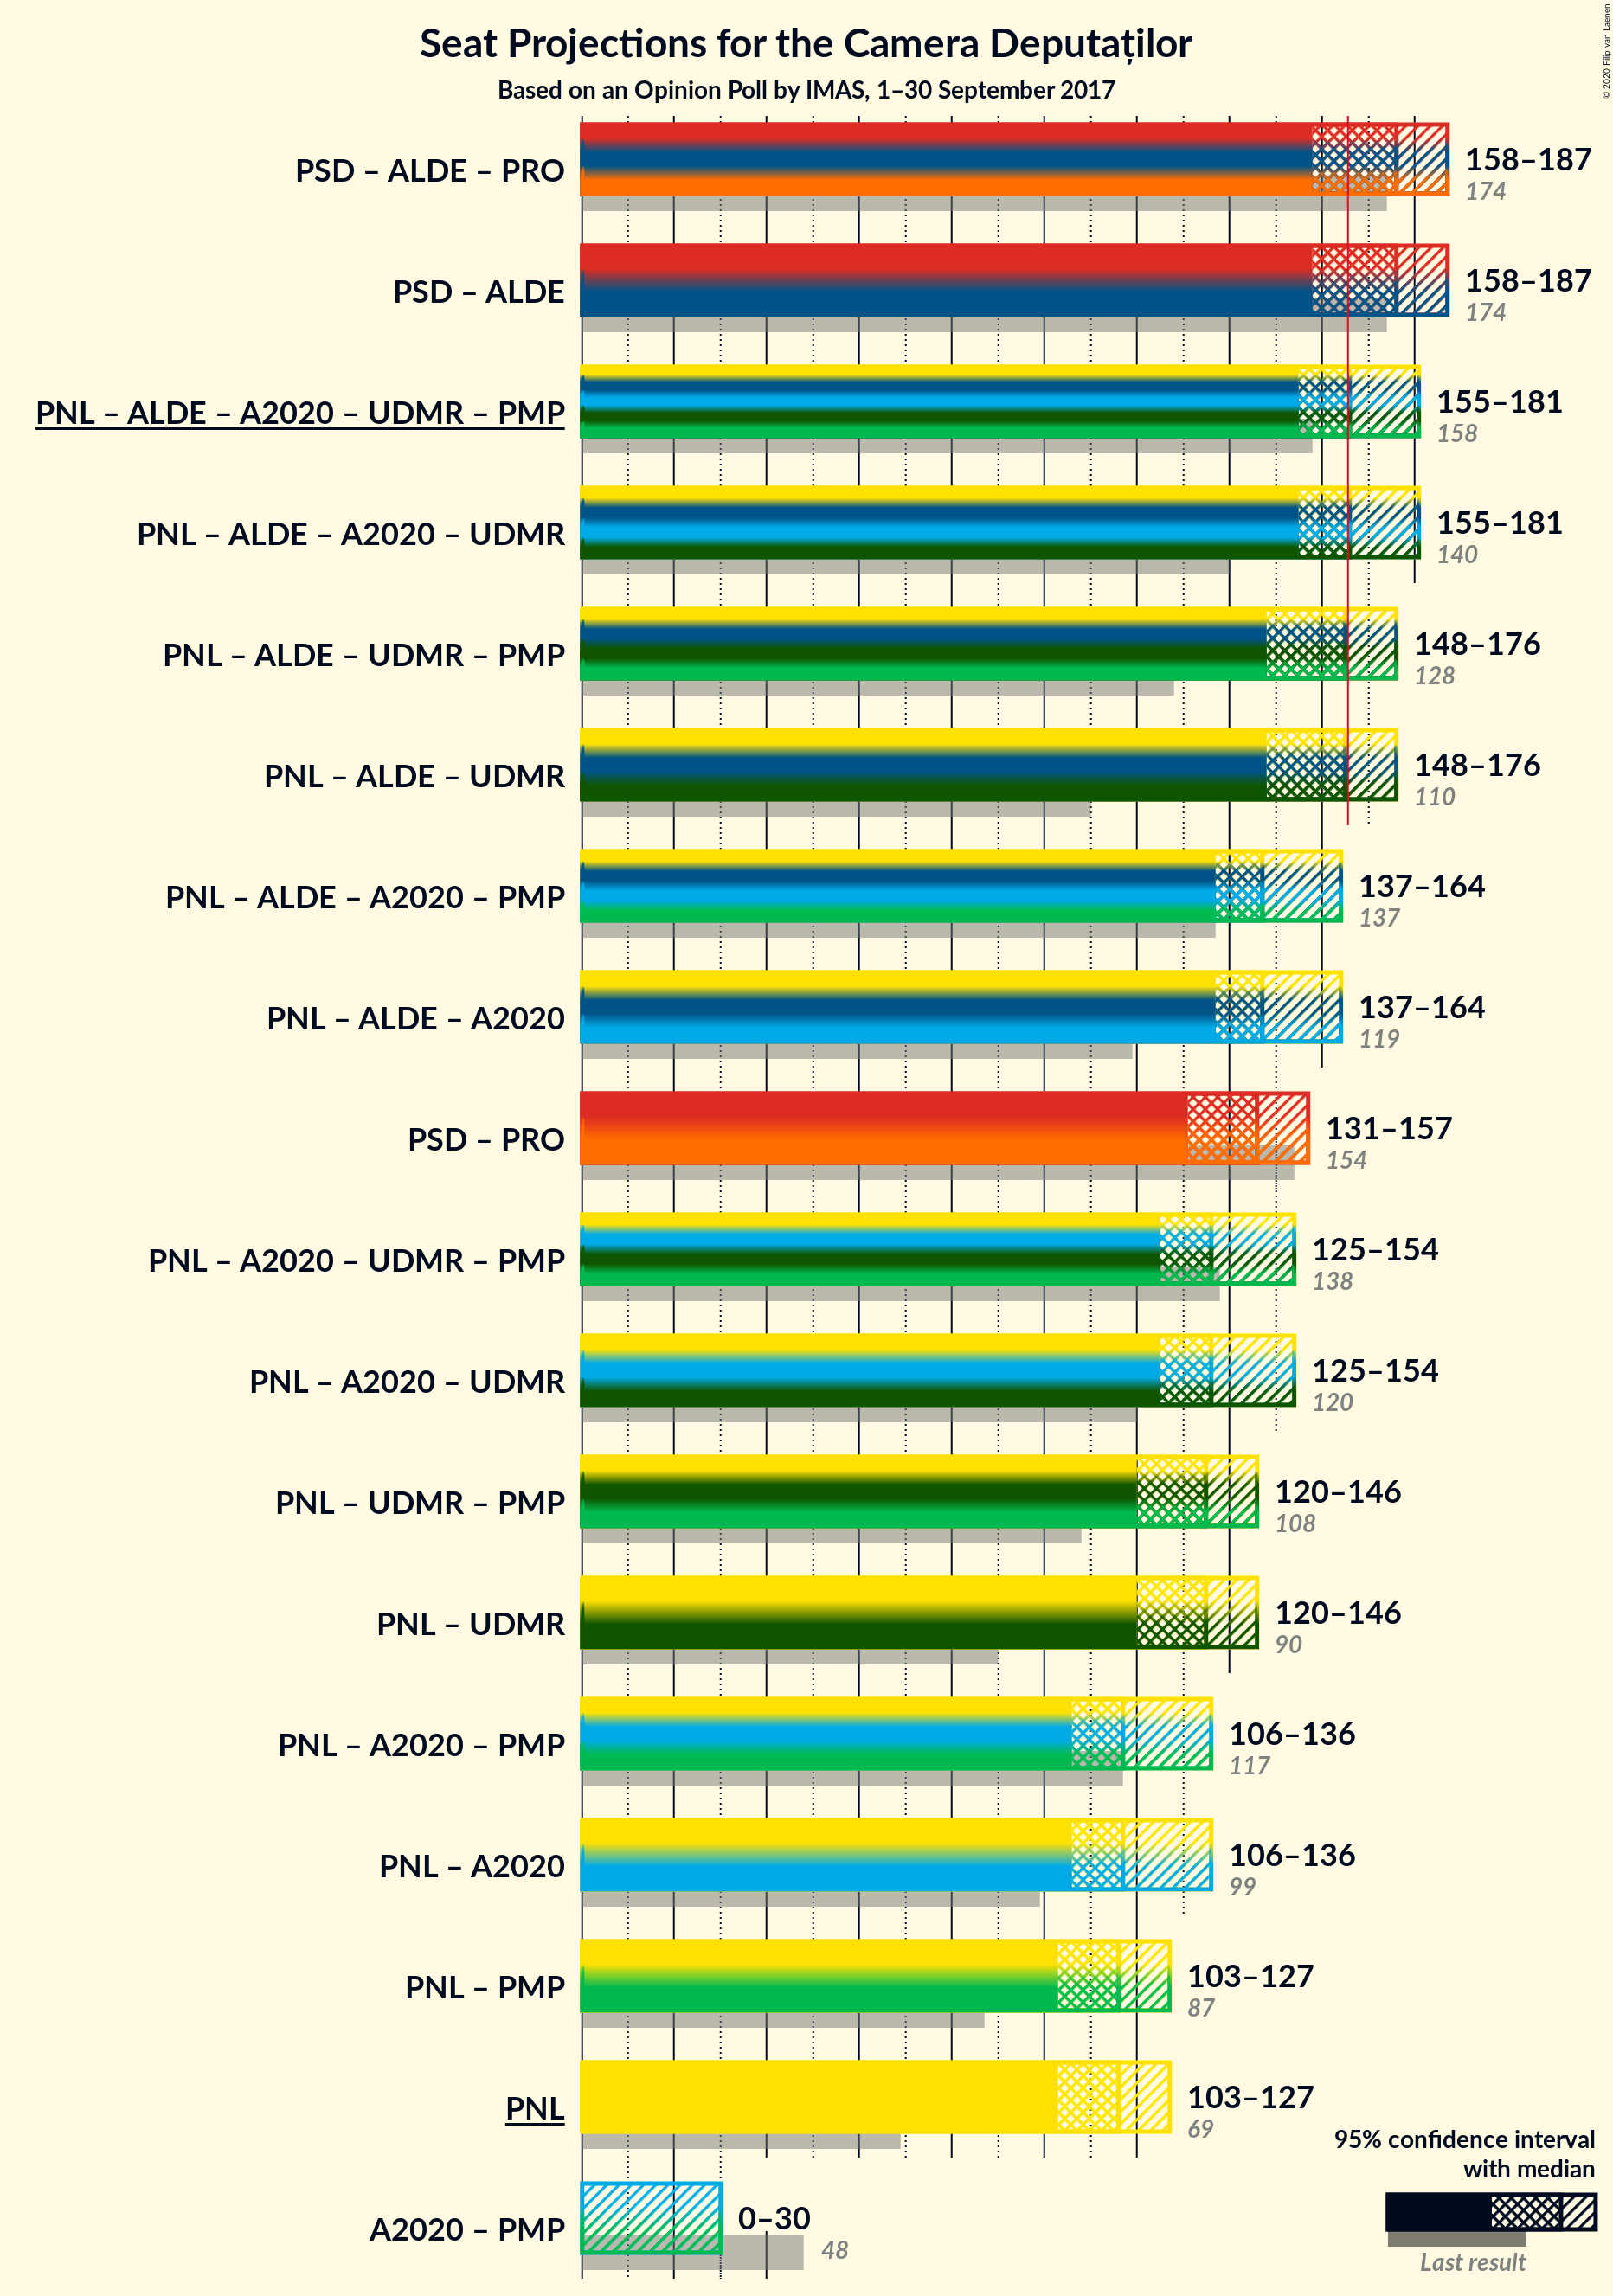 Seat Projections for the Camera Deputaților
Based on an Opinion Poll by IMAS, 1–30 September 2017
© 2020 Filip van Laenen
PSD – ALDE – PRO
158–187
174
PSD – ALDE
158–187
174
PNL – ALDE – A2020 – UDMR – PMP
155–181
158
PNL – ALDE – A2020 – UDMR
155–181
140
PNL – ALDE – UDMR – PMP
148–176
128
PNL – ALDE – UDMR
148–176
110
PNL – ALDE – A2020 – PMP
137–164
137
PNL – ALDE – A2020
137–164
119
PSD – PRO
131–157
154
PNL – A2020 – UDMR – PMP
125–154
138
PNL – A2020 – UDMR
125–154
120
PNL – UDMR – PMP
120–146
108
PNL – UDMR
120–146
90
PNL – A2020 – PMP
106–136
117
PNL – A2020
106–136
99
PNL – PMP
103–127
87
PNL
103–127
69
A2020 – PMP
0–30
48
95% confidence interval
with median
Last result